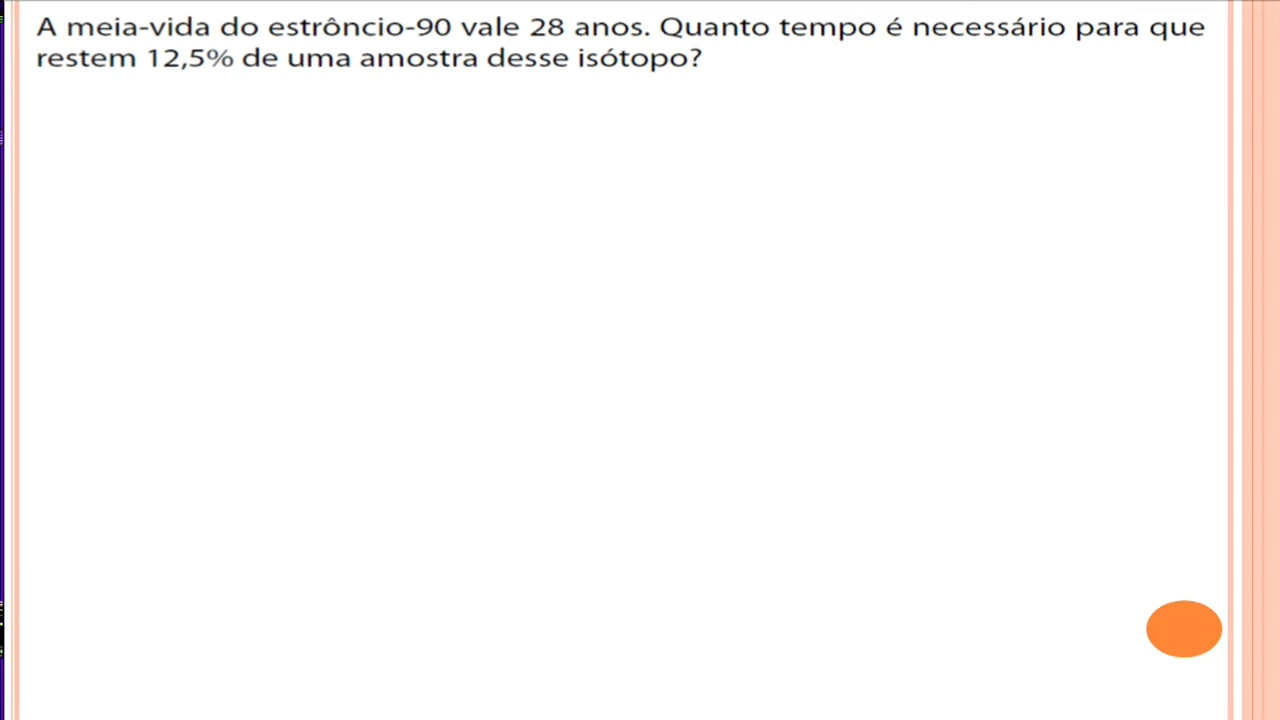 A meia-vida do estrôncio-90 vale 28 anos. Quanto tempo é necessário para que
restem 12,5% de uma amostra desse isótopo?